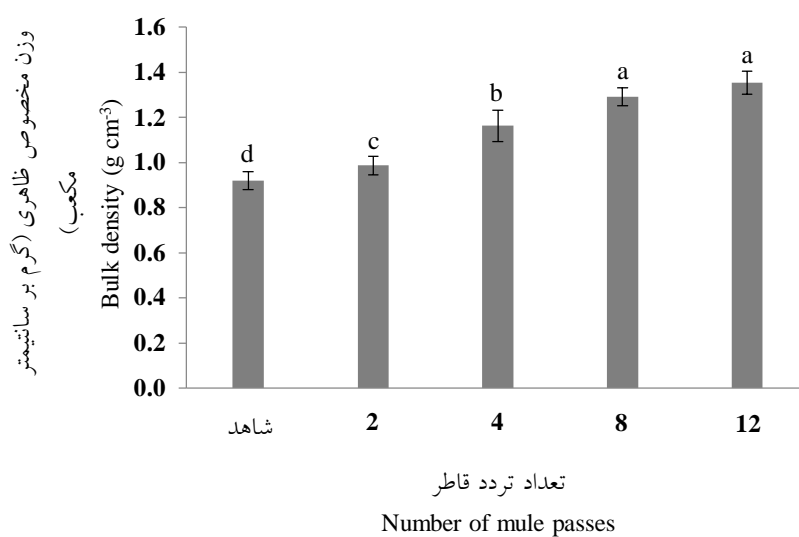 وزن مخصوص ظاهری (گرم بر سانتیمتر
مکعب)
Bulk density (g cm-3)
1.6
1.4
1.2
1.0
0.8
0.6
0.4
0.2
0.0
d
c
b
a
a
شاهد 2 4 8 12
تعداد تردد قاطر
Number of mule passes